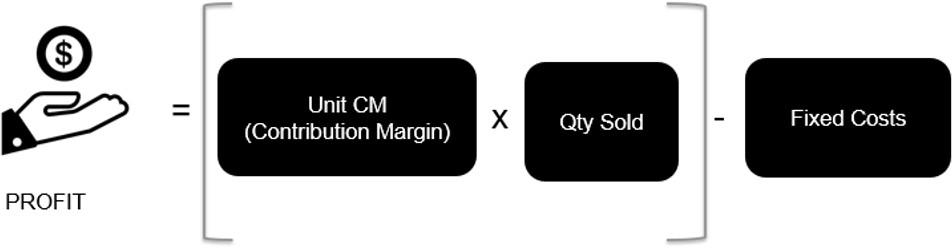 $
PROFIT
=
Unit CM
(Contribution Margin)
x
Qty Sold
-
Fixed Costs